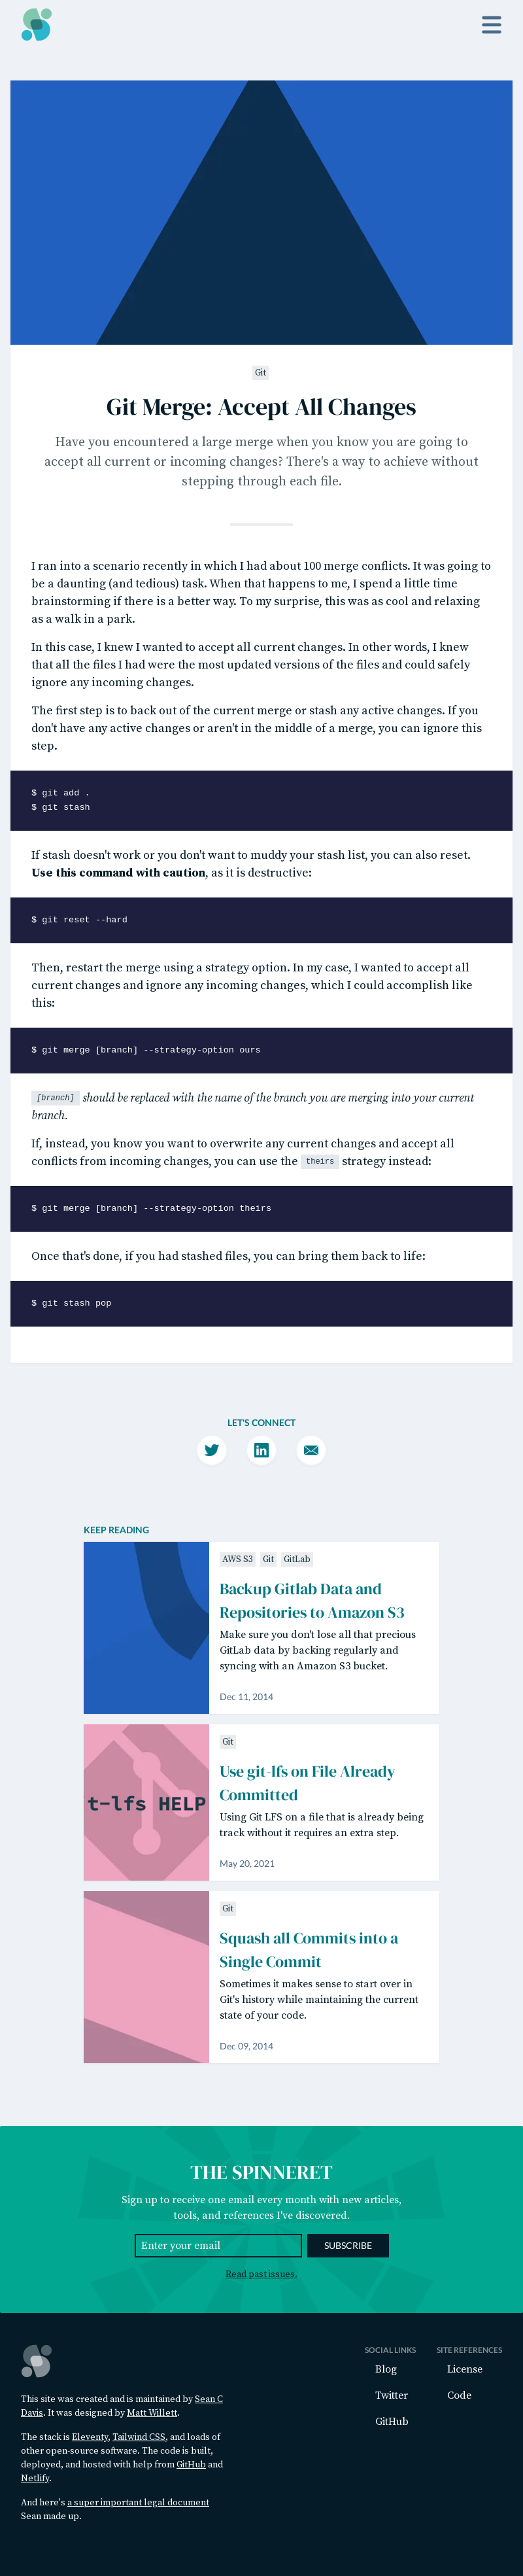 Git
Git Merge: Accept All Changes
Have you encountered a large merge when you know you are going to
accept all current or incoming changes? There's a way to achieve without
stepping through each file.
I ran into a scenario recently in which I had about 100 merge conflicts. It was going to
be a daunting (and tedious) task. When that happens to me, I spend a little time
brainstorming if there is a better way. To my surprise, this was as cool and relaxing
as a walk in a park.
In this case, I knew I wanted to accept all current changes. In other words, I knew
that all the files I had were the most updated versions of the files and could safely
ignore any incoming changes.
The first step is to back out of the current merge or stash any active changes. If you
don't have any active changes or aren't in the middle of a merge, you can ignore this
step.
$ git add .
$ git stash
If stash doesn't work or you don't want to muddy your stash list, you can also reset.
Use this command with caution, as it is destructive:
$ git reset --hard
Then, restart the merge using a strategy option. In my case, I wanted to accept all
current changes and ignore any incoming changes, which I could accomplish like
this:
$ git merge [branch] --strategy-option ours
[branch] should be replaced with the name of the branch you are merging into your current
branch.
If, instead, you know you want to overwrite any current changes and accept all
conflicts from incoming changes, you can use the theirs strategy instead:
$ git merge [branch] --strategy-option theirs
Once that's done, if you had stashed files, you can bring them back to life:
$ git stash pop
LET'S CONNECT
KEEP READING
AWS S3 Git GitLab
Backup Gitlab Data and
Repositories to Amazon S3
Make sure you don't lose all that precious
GitLab data by backing regularly and
syncing with an Amazon S3 bucket.
Dec 11, 2014
t-lfs HELP
Git
Use git-lfs on File Already
Committed
Using Git LFS on a file that is already being
track without it requires an extra step.
May 20, 2021
Git
Squash all Commits into a
Single Commit
Sometimes it makes sense to start over in
Git's history while maintaining the current
state of your code.
Dec 09, 2014
THE SPINNERET
Sign up to receive one email every month with new articles,
tools, and references I've discovered.
Enter your email SUBSCRIBE
Read past issues.
This site was created and is maintained by Sean C
Davis. It was designed by Matt Willett.
The stack is Eleventy, Tailwind CSS, and loads of
other open-source software. The code is built,
deployed, and hosted with help from GitHub and
Netlify.
And here's a super important legal document
Sean made up.
SOCIAL LINKS
Blog
Twitter
GitHub
SITE REFERENCES
License
Code